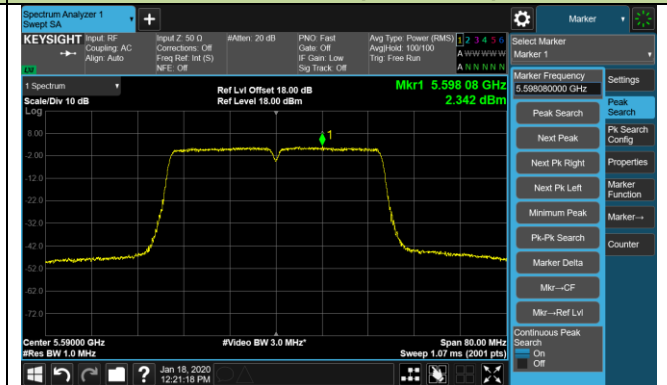 Spectrum Analyzer 1
Swept SA
Marker
KEYSIGHT Input: RF
Coupling: AC
Align: Auto
Input Z: 50 Ω
Corrections: Off
Freq Ref: Int (S)
NFE: Off
#Atten: 20 dB
PNO: Fast
Gate: Off
IF Gain: Low
Sig Track: Off
Avg Type: Power (RMS)
Avg|Hold: 100/100
Trig: Free Run
1 2 3 4 5 6
A W W W W W
A N N N N N
Select Marker
Marker 1
1 Spectrum
Scale/Div 10 dB
Log
Ref Lvl Offset 18.00 dB
Ref Level 18.00 dBm
Mkr1 5.598 08 GHz
2.342 dBm
8.00
-2.00
-12.0
-22.0
-32.0
-42.0
-52.0
-62.0
-72.0
1
Center 5.59000 GHz
#Res BW 1.0 MHz
#Video BW 3.0 MHz*
Span 80.00 MHz
Sweep 1.07 ms (2001 pts)
Marker Frequency
5.598080000 GHz
Peak Search
Next Peak
Next Pk Right
Next Pk Left
Minimum Peak
Pk-Pk Search
Marker Delta
Mkr→CF
Mkr→Ref Lvl
Continuous Peak
Search
On
Off
Settings
Peak
Search
Pk Search
Config
Properties
Marker
Function
Marker→
Counter
?
Jan 18, 2020
12:21:18 PM